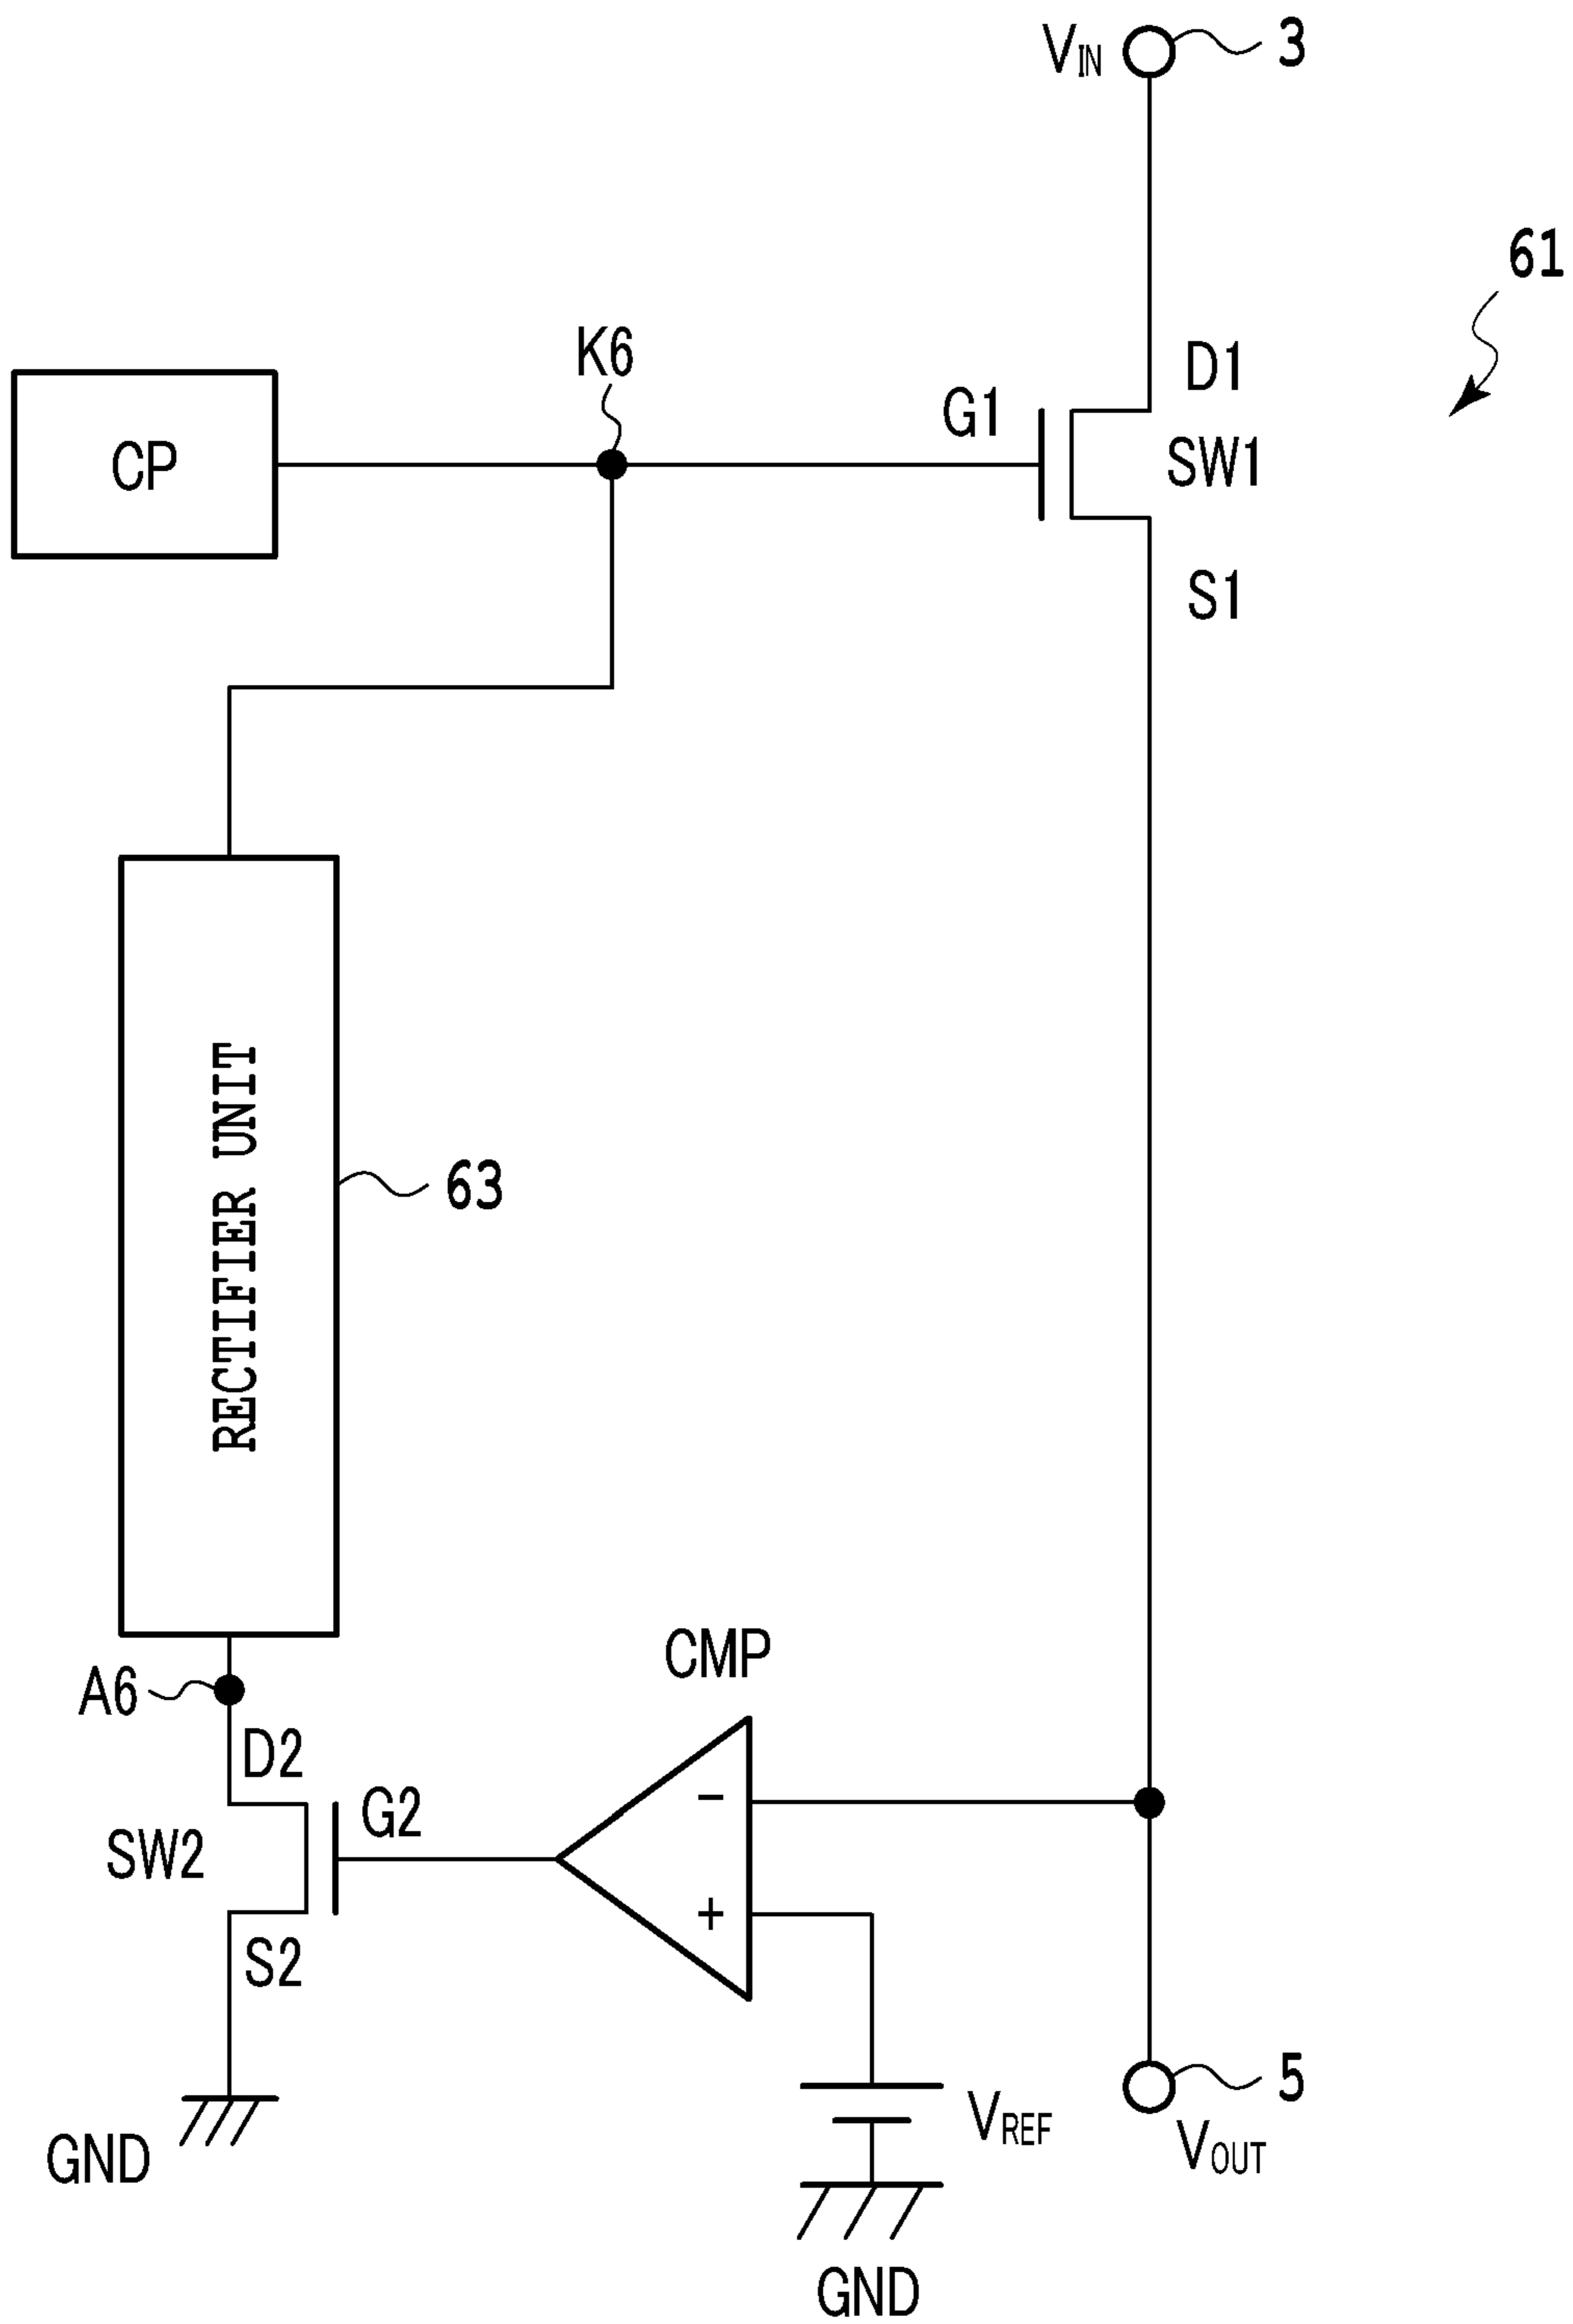 VIN
3
61
K6
D1
G1
CP
SW1
S1
RECTIFIER UNIT
63
CMP
A6
D2
-
G2
SW2
+
S2
5
VREF
VOUT
GND
GND